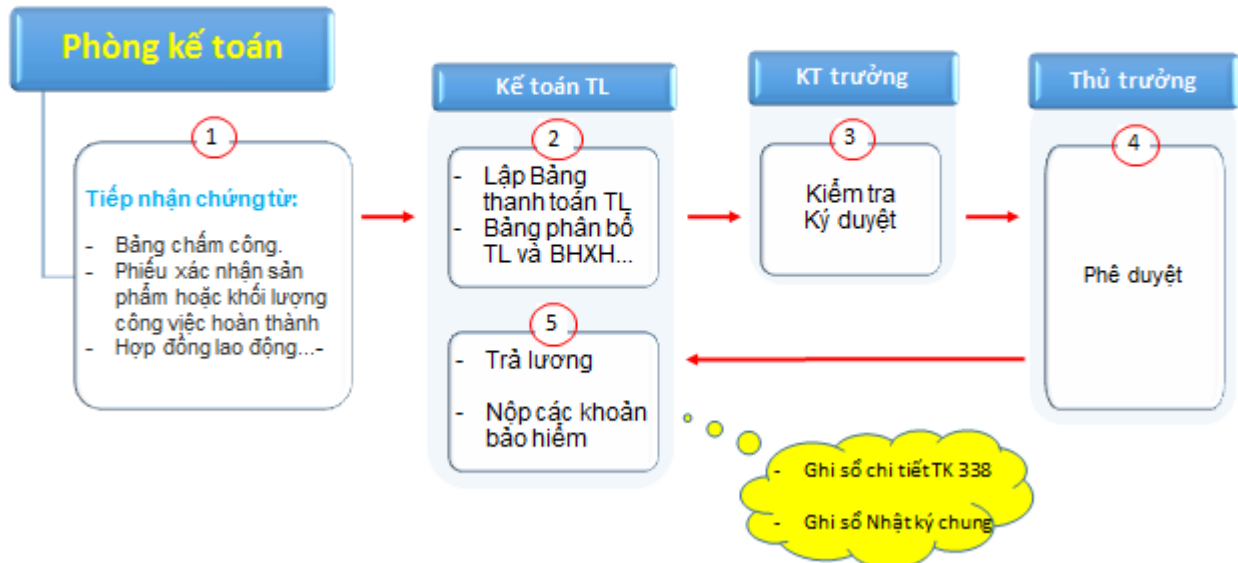 Phòng kế toán
Kế toán TL
KT trưởng
Thủ trưởng
1
Tiếp nhận chứng từ:
- Bảng chấm công.
- Phiếu xác nhận sản
phẩm hoặc khối lượng
công việc hoàn thành
- Hợp đồng lao động...-
2
- Lập Bảng
thanh toán TL
- Bảng phân bổ
TL và BHXH...
3
Kiểm tra
Ký duyệt
4
Phê duyệt
5
- Trả lương
- Nộp các khoản
bảo hiểm
- Ghi sổ chi tiết TK 338
- Ghi sổ Nhật ký chung